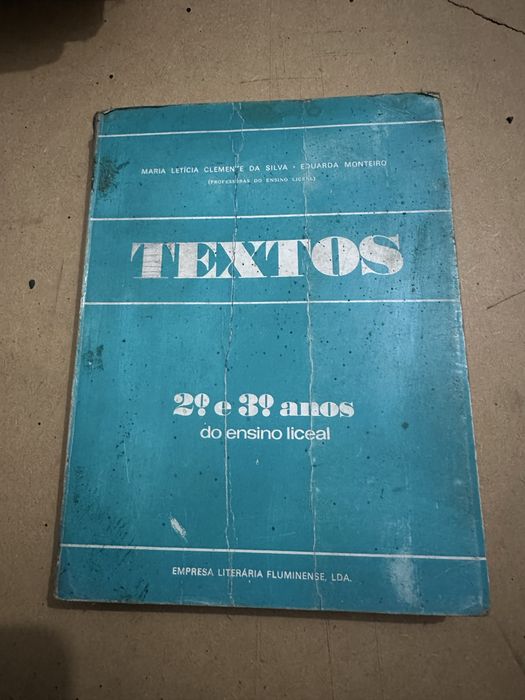 MARIA LETÍCIA CLEMENTE DA SILVA · EDUARDA MONTEIRO
(PROFESSORAS DO ENSINO LICEAL)
TEXTOS
2º e 3º anos
do ensino liceal
EMPRESA LITERÁRIA FLUMINENSE, LDA.